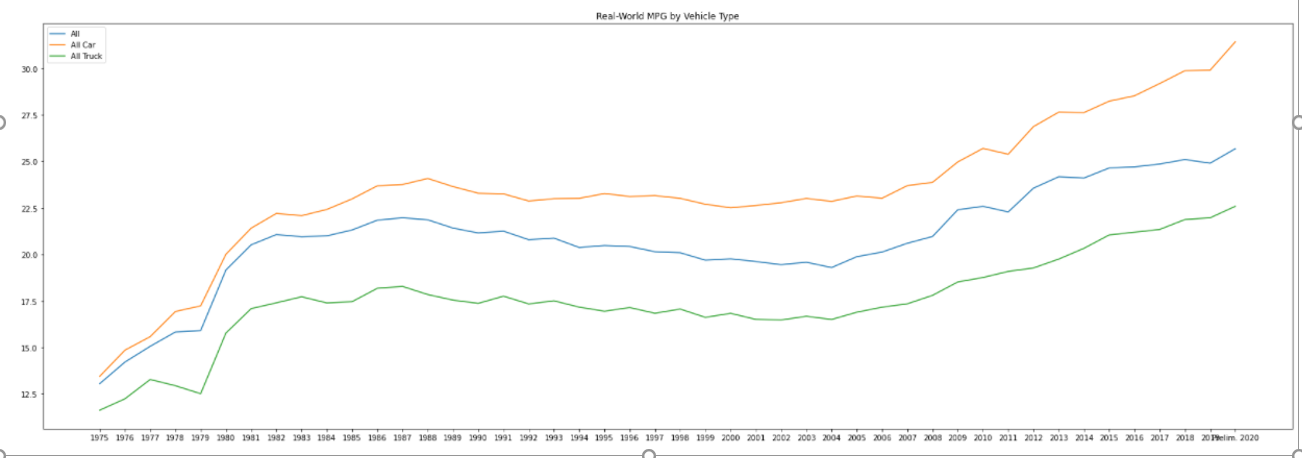 Real-World MPG by Vehicle Type
All
All Car
All Truck
30.0
27.5
25.0
22.5
20.0
17.5
15.0
12.5
1975 1976 1977 1978 1979 1980 1981 1982 1983 1984 1985 1986 1987 1988 1989 1990 1991 1992 1993 1994 1995 1996 1997 1998 1999 2000 2001 2002 2003 2004 2005 2006 2007 2008 2009 2010 2011 2012 2013 2014 2015 2016 2017 2018 2019 Prelim. 2020